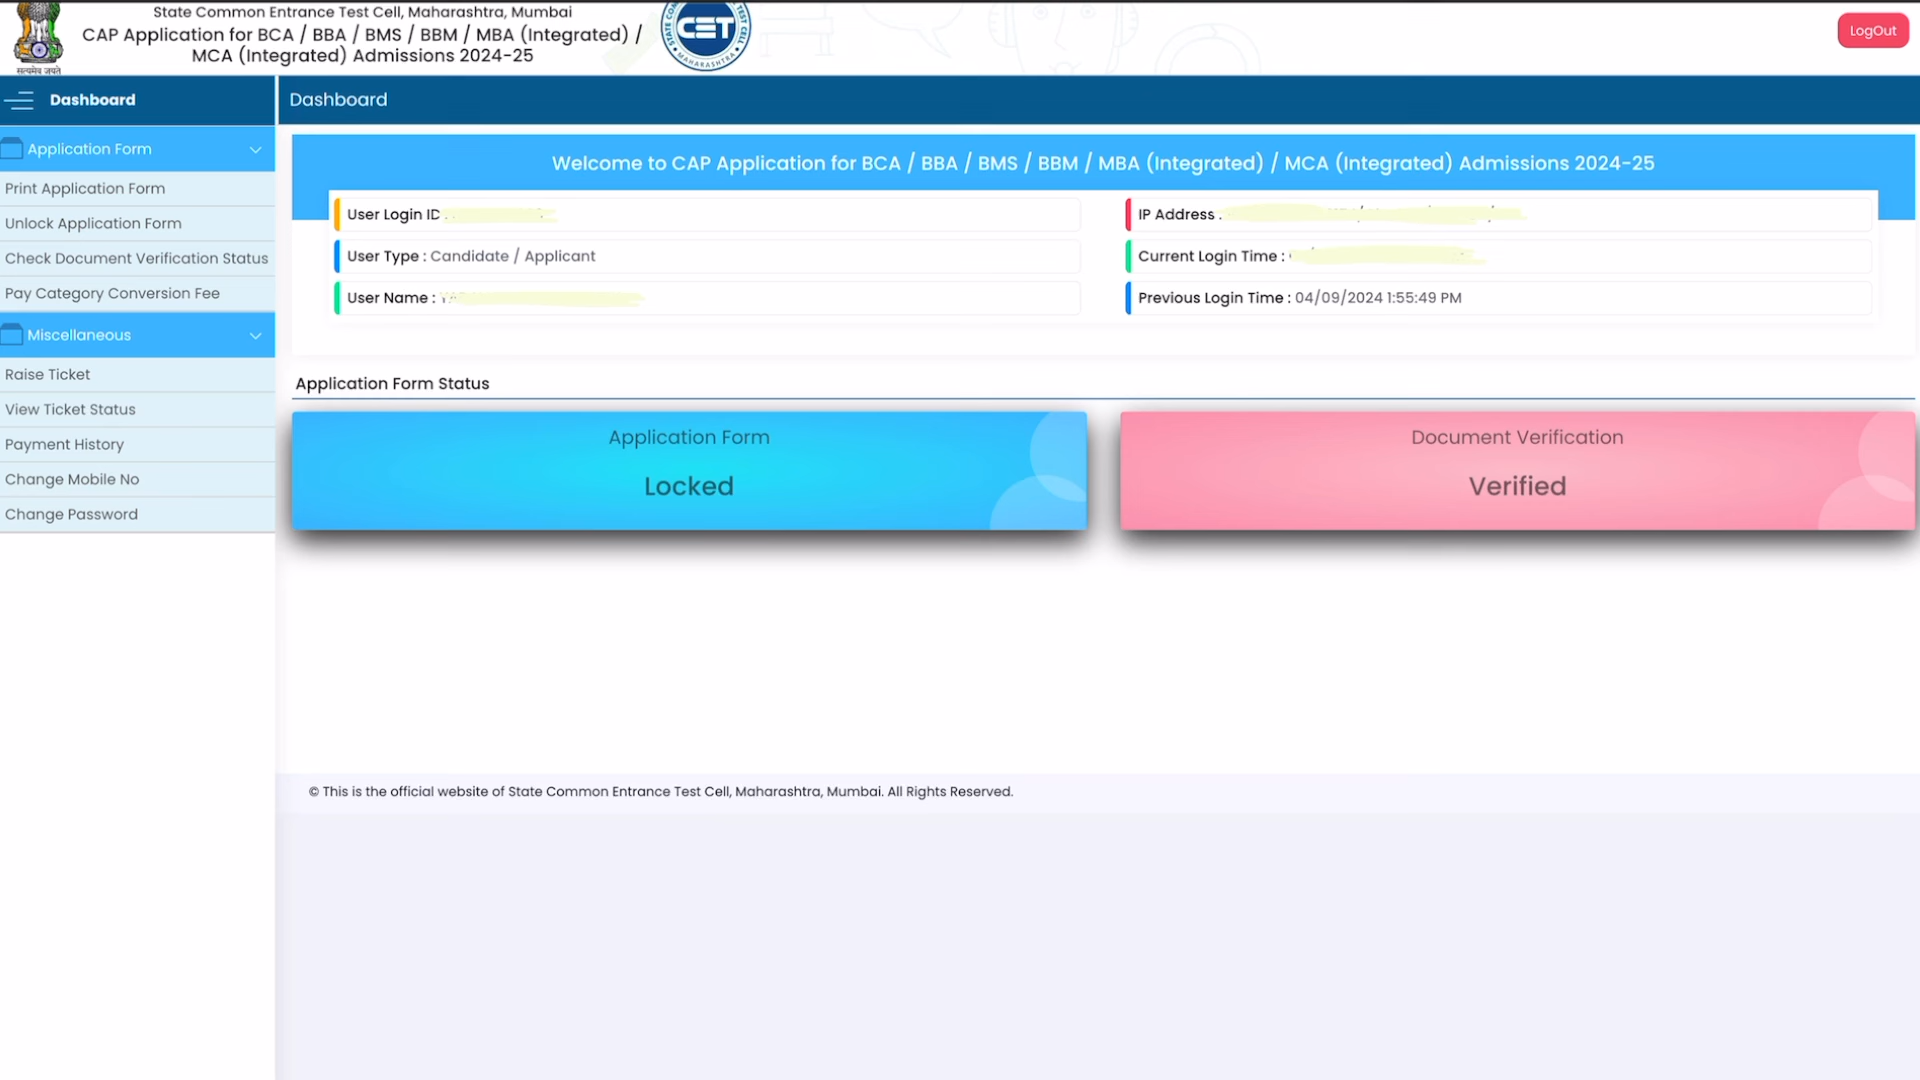 State Common Entrance Test Cell, Maharashtra, Mumbai
CAP Application for BCA / BBA / BMS / BBM / MBA (Integrated) /
MCA (Integrated) Admissions 2024-25
सत्यमेव जयते
CET
MAHARASHTRA
LogOut
Dashboard
Dashboard
Application Form
Print Application Form
Unlock Application Form
Check Document Verification Status
Pay Category Conversion Fee
Miscellaneous
Raise Ticket
View Ticket Status
Payment History
Change Mobile No
Change Password
Welcome to CAP Application for BCA / BBA / BMS / BBM / MBA (Integrated) / MCA (Integrated) Admissions 2024-25
User Login ID
IP Address
User Type : Candidate / Applicant
Current Login Time :
User Name :
Previous Login Time : 04/09/2024 1:55:49 PM
Application Form Status
Application Form
Locked
Document Verification
Verified
© This is the official website of State Common Entrance Test Cell, Maharashtra, Mumbai. All Rights Reserved.